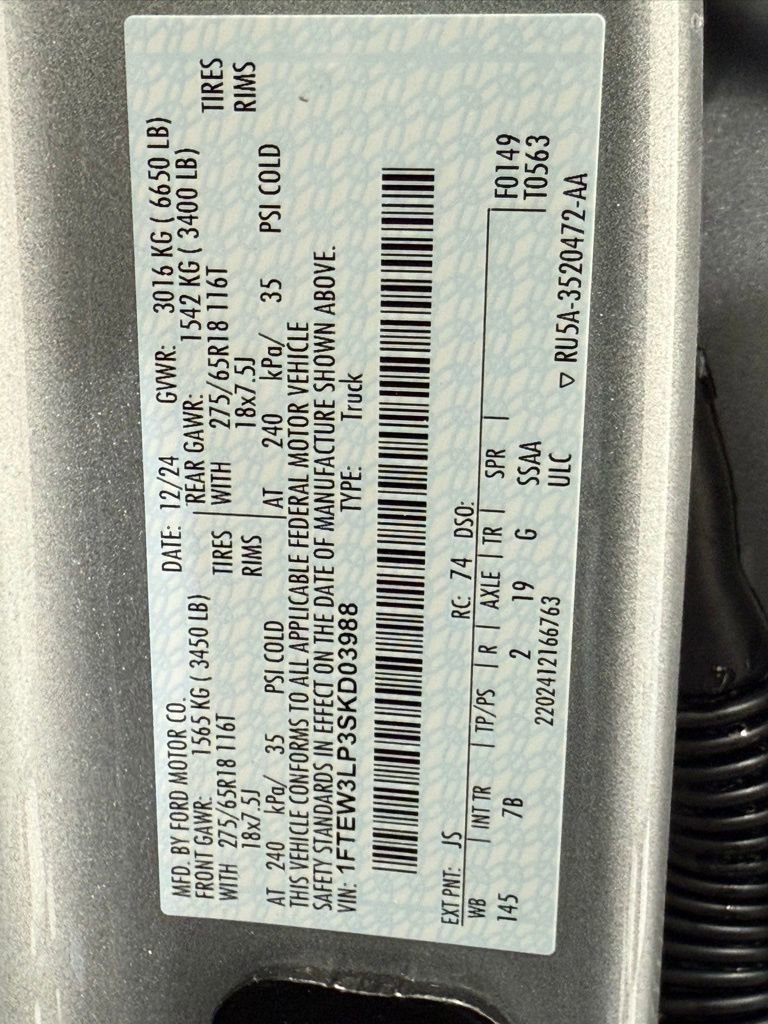 MFD. BY FORD MOTOR CO. DATE: 12/24 GVWR: 3016 KG ( 6650 LB)
FRONT GAWR: 1565 KG ( 3450 LB) REAR GAWR: 1542 KG ( 3400 LB)
WITH 275/65R18 116T TIRES WITH 275/65R18 116T TIRES
18x7.5J RIMS 18x7.5J RIMS
AT 240 kPa/ 35 PSI COLD AT 240 kPa/ 35 PSI COLD
THIS VEHICLE CONFORMS TO ALL APPLICABLE FEDERAL MOTOR VEHICLE
SAFETY STANDARDS IN EFFECT ON THE DATE OF MANUFACTURE SHOWN ABOVE.
VIN: 1FTEW3LP3SKD03988 TYPE: Truck
EXT PNT: JS RC: 74 DSO:
WB INT TR TP/PS R AXLE TR SPR F0149
145 7B 2 19 G SSAA T0563
2202412166763 ULC ▽ RU5A-3520472-AA